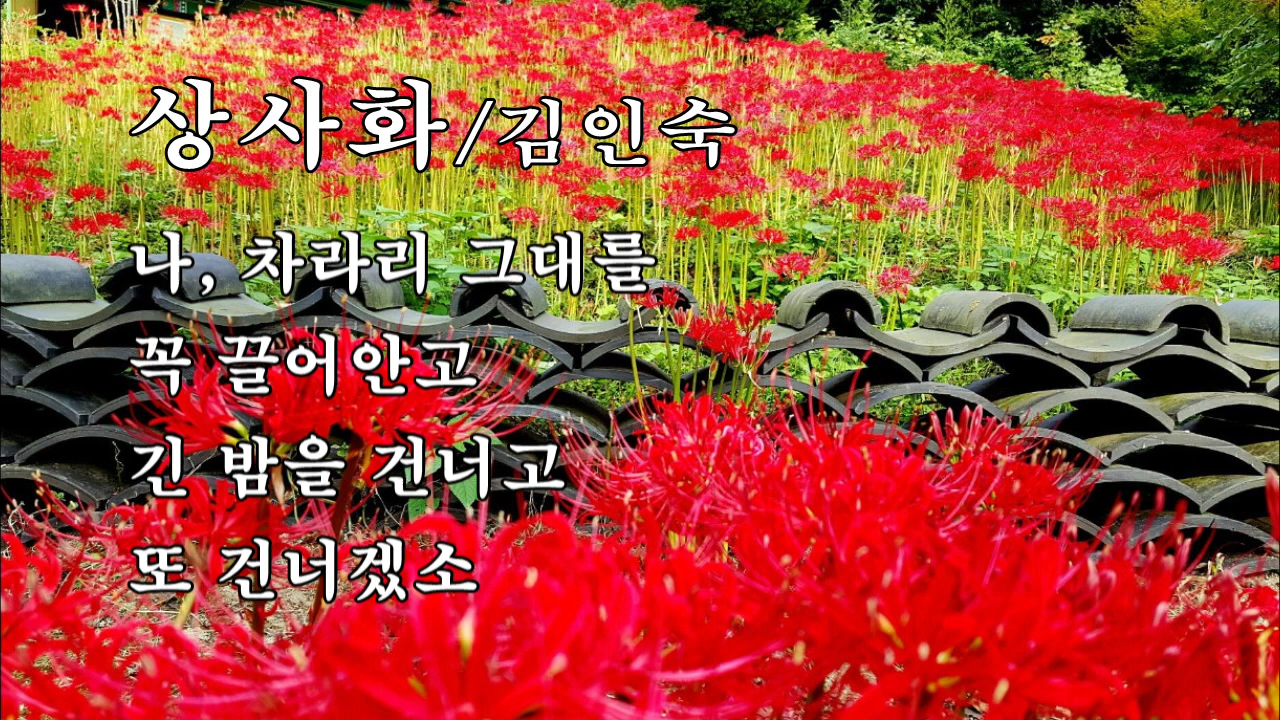 상사화/김인숙
나, 차라리 그대를
꼭 끌어안고
긴 밤을 건너고
또 건너겠소